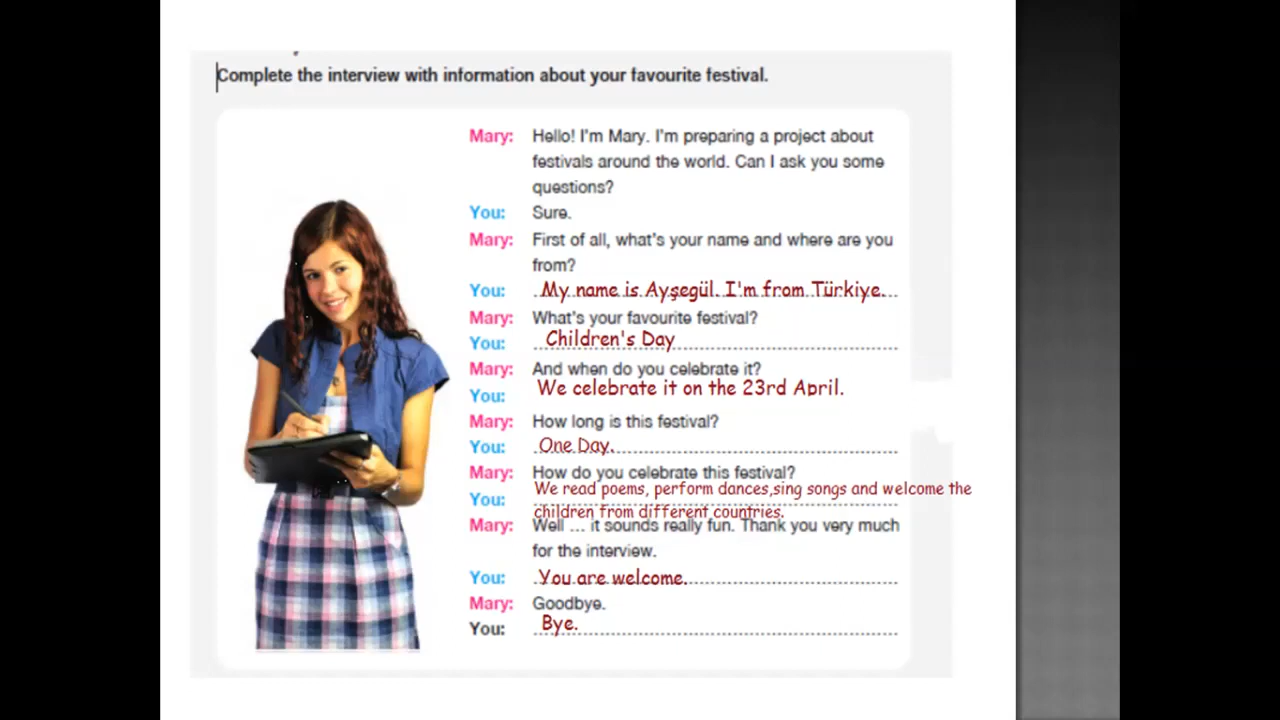 Complete the interview with information about your favourite festival.
Mary: Hello! I'm Mary. I'm preparing a project about
festivals around the world. Can I ask you some
questions?
You: Sure.
Mary: First of all, what's your name and where are you
from?
You: My name is Ayşegül. I'm from Türkiye.
Mary: What's your favourite festival?
You: Children's Day
Mary: And when do you celebrate it?
You: We celebrate it on the 23rd April.
Mary: How long is this festival?
You: One Day.
Mary: How do you celebrate this festival?
You: We read poems, perform dances,sing songs and welcome the
children from different countries.
Mary: Well ... it sounds really fun. Thank you very much
for the interview.
You: You are welcome.
Mary: Goodbye.
You: Bye.